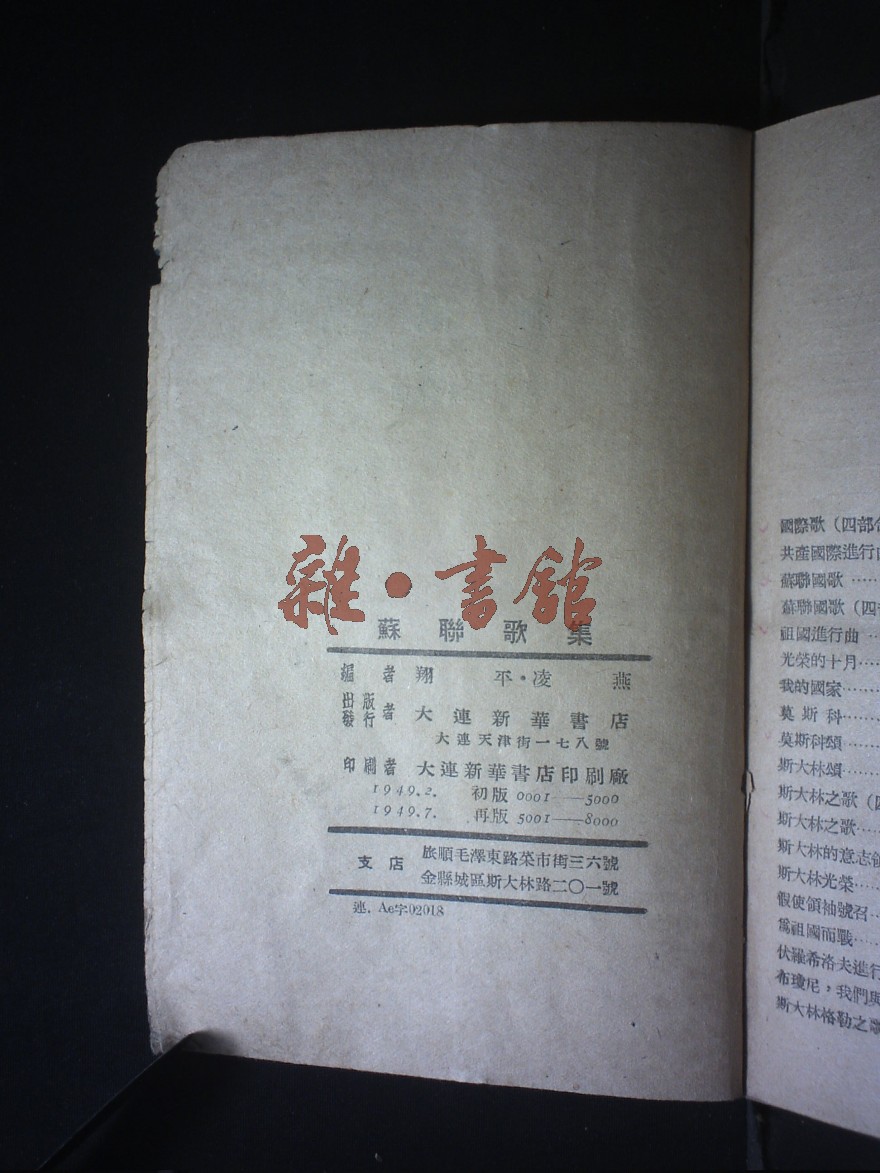 雜·書館
蘇聯歌集
編者 翔平·凌燕
出版發行者 大連新華書店
大連天津街一七八號
印刷者 大連新華書店印刷廠
1949.2. 初版 0001——5000
1949.7. 再版 5001——8000
支店 旅順毛澤東路菜市街三六號
金縣城區斯大林路二〇一號
連. Ae字02018
國際歌（四部合
共產國際進行曲
蘇聯國歌……
蘇聯國歌（四部
祖國進行曲…
光榮的十月……
我的國家……
莫斯科……
莫斯科頌……
斯大林頌……
斯大林之歌（四
斯大林之歌……
斯大林的意志領
斯大林光榮……
假使領袖號召…
爲祖國而戰……
伏羅希洛夫進行
布瓊尼，我們與
斯大林格勒之歌